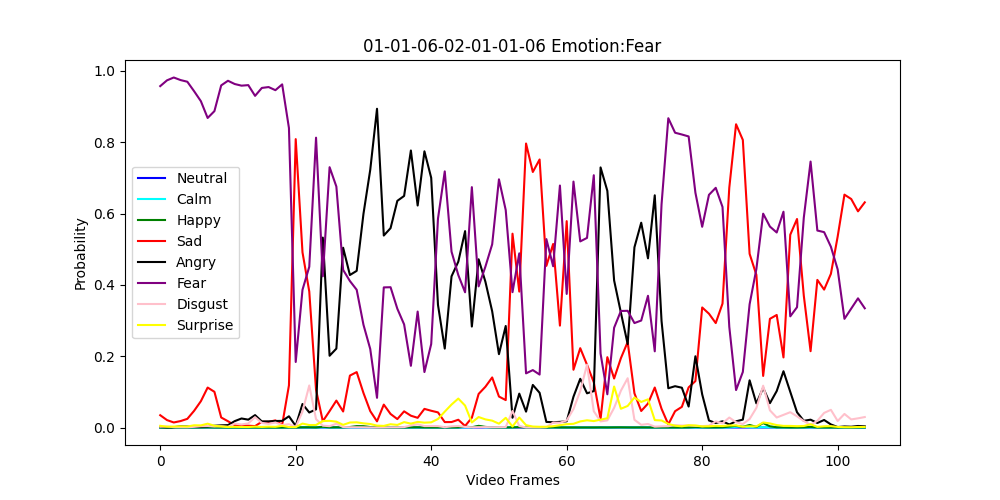 01-01-06-02-01-01-06 Emotion:Fear
1.0
0.8
0.6
0.4
0.2
0.0
Probability
Neutral
Calm
Happy
Sad
Angry
Fear
Disgust
Surprise
0 20 40 60 80 100
Video Frames